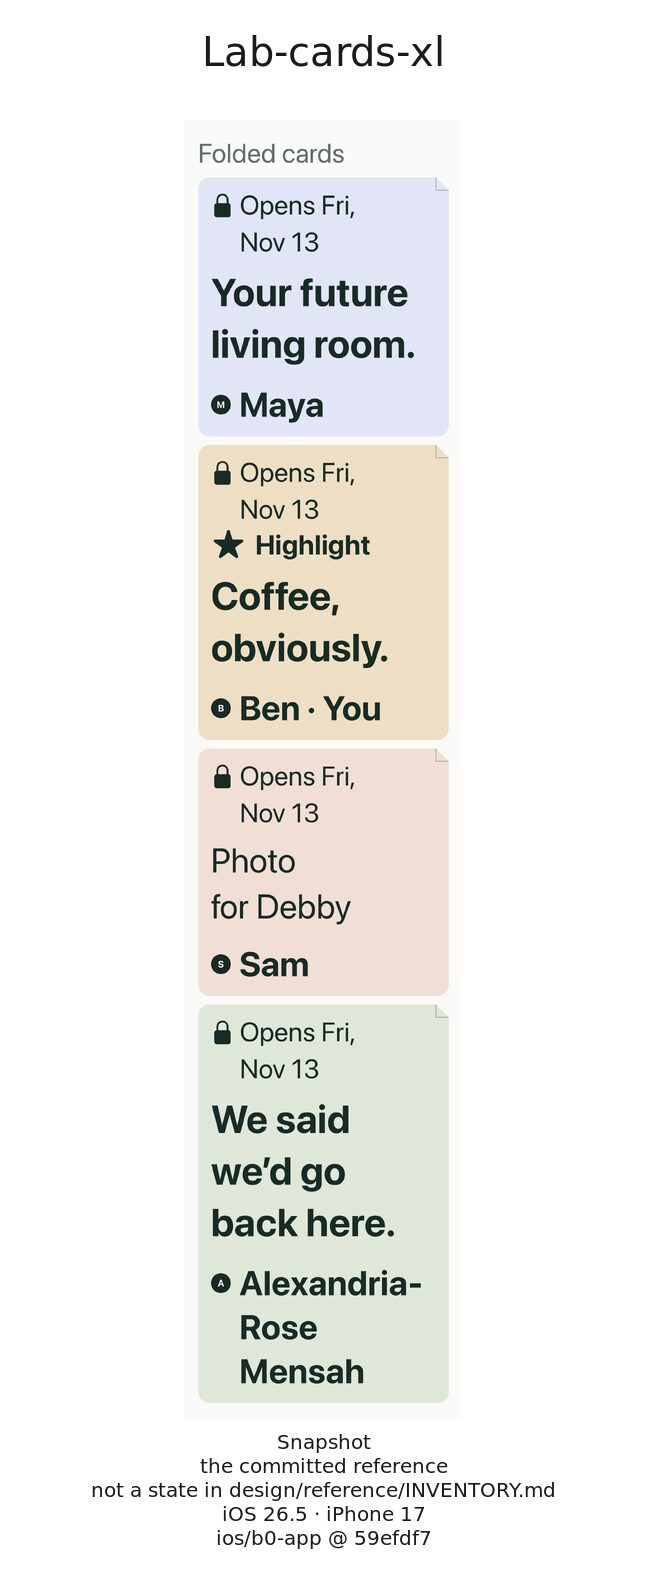 Lab-cards-xl
Folded cards
Opens Fri,
Nov 13
Your future
living room.
M Maya
Opens Fri,
Nov 13
Highlight
Coffee,
obviously.
B Ben · You
Opens Fri,
Nov 13
Photo
for Debby
S Sam
Opens Fri,
Nov 13
We said
we’d go
back here.
A Alexandria-
Rose
Mensah
Snapshot
the committed reference
not a state in design/reference/INVENTORY.md
iOS 26.5 · iPhone 17
ios/b0-app @ 59efdf7